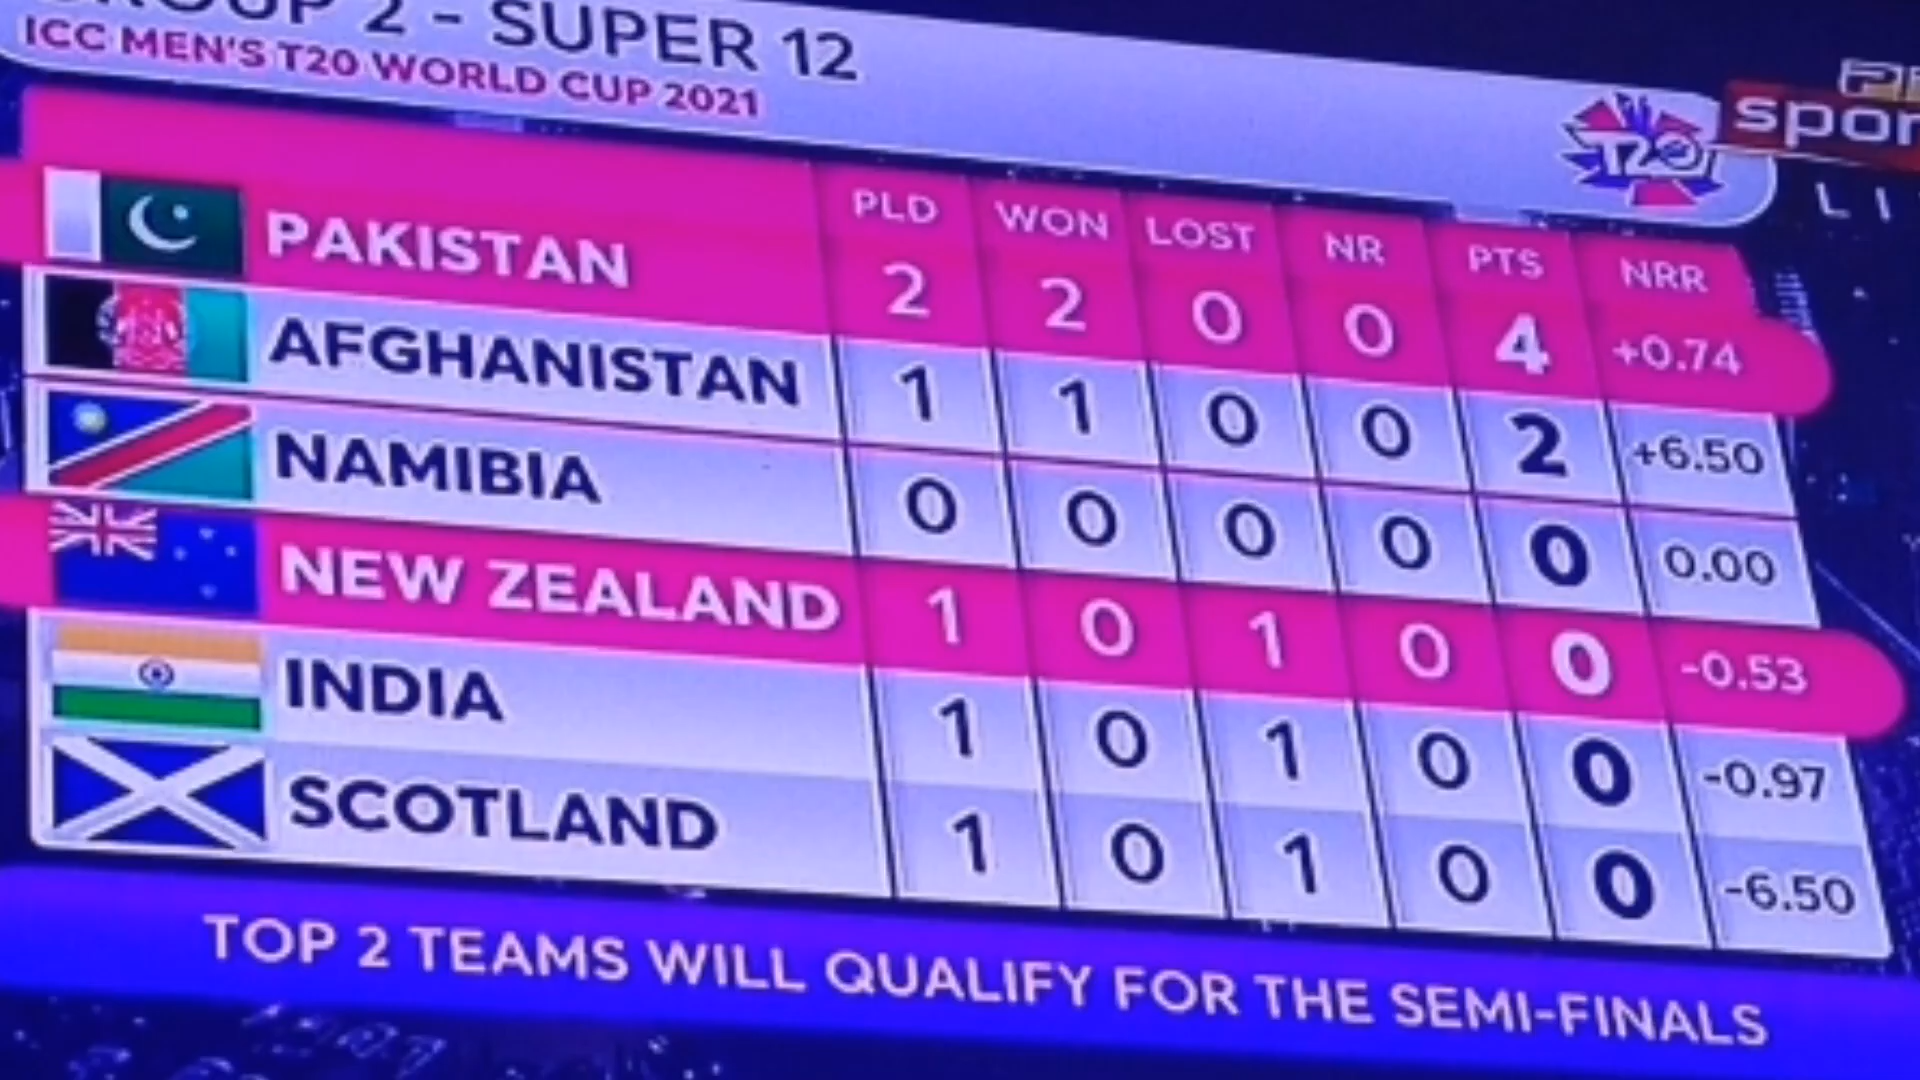 GROUP 2 - SUPER 12
ICC MEN'S T20 WORLD CUP 2021
T20
spor
LI
PLD WON LOST NR PTS NRR
PAKISTAN 2 2 0 0 4 +0.74
AFGHANISTAN 1 1 0 0 2 +6.50
NAMIBIA 0 0 0 0 0 0.00
NEW ZEALAND 1 0 1 0 0 -0.53
INDIA 1 0 1 0 0 -0.97
SCOTLAND 1 0 1 0 0 -6.50
TOP 2 TEAMS WILL QUALIFY FOR THE SEMI-FINALS